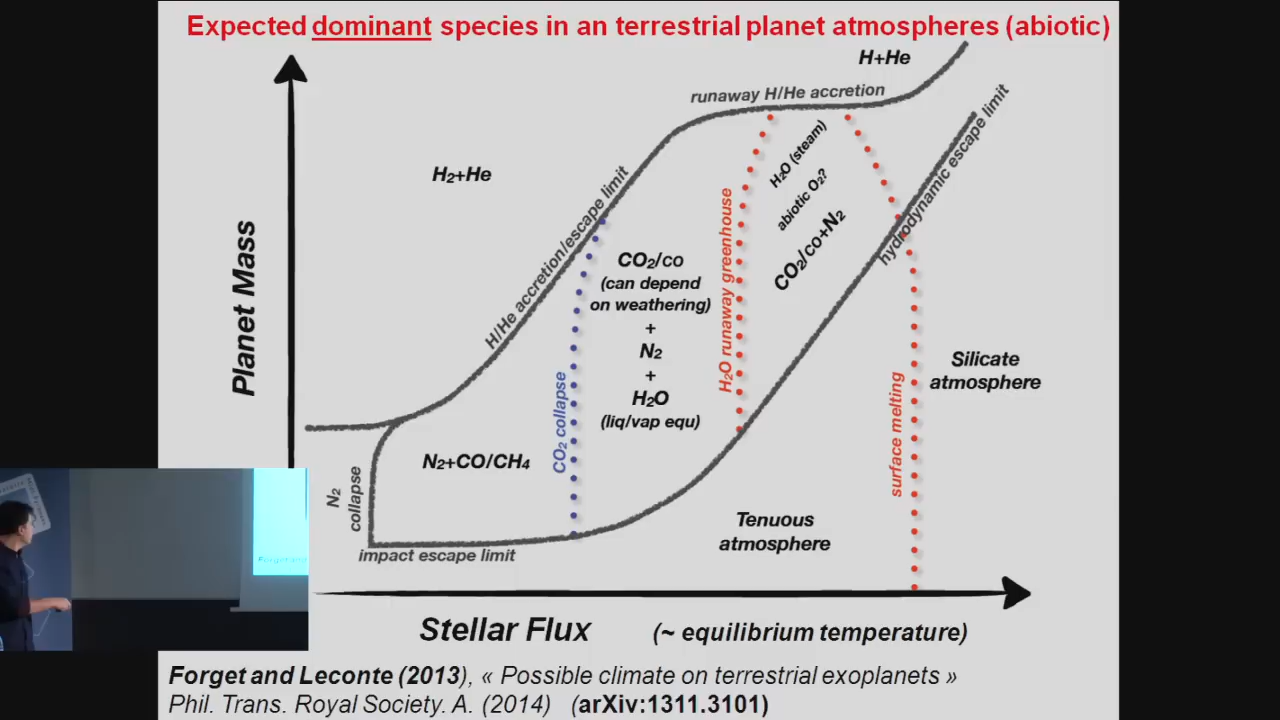 Expected dominant species in an terrestrial planet atmospheres (abiotic)
H+He
runaway H/He accretion
H₂+He
H/He accretion/escape limit
H₂O (steam)
abiotic O₂?
CO₂/co+N₂
hydrodynamic escape limit
Planet Mass
CO₂/co
(can depend
on weathering)
+
N₂
+
H₂O
(liq/vap equ)
H₂O runaway greenhouse
CO₂ collapse
Silicate
atmosphere
surface melting
N₂+CO/CH₄
N₂
collapse
Tenuous
atmosphere
impact escape limit
Stellar Flux (~ equilibrium temperature)
Forget and Leconte (2013), « Possible climate on terrestrial exoplanets »
Phil. Trans. Royal Society. A. (2014) (arXiv:1311.3101)